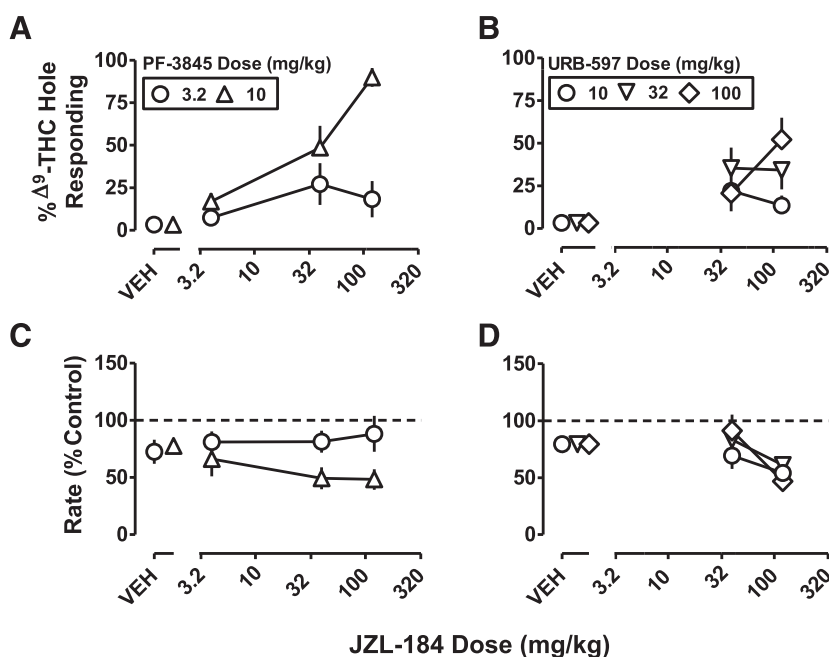 A
PF-3845 Dose (mg/kg)
3.2 10
%Δ9-THC Hole
Responding
100
75
50
25
0
VEH 3.2 10 32 100 320
B
URB-597 Dose (mg/kg)
10 32 100
100
75
50
25
0
VEH 3.2 10 32 100 320
C
Rate (%Control)
150
100
50
0
VEH 3.2 10 32 100 320
D
150
100
50
0
VEH 3.2 10 32 100 320
JZL-184 Dose (mg/kg)